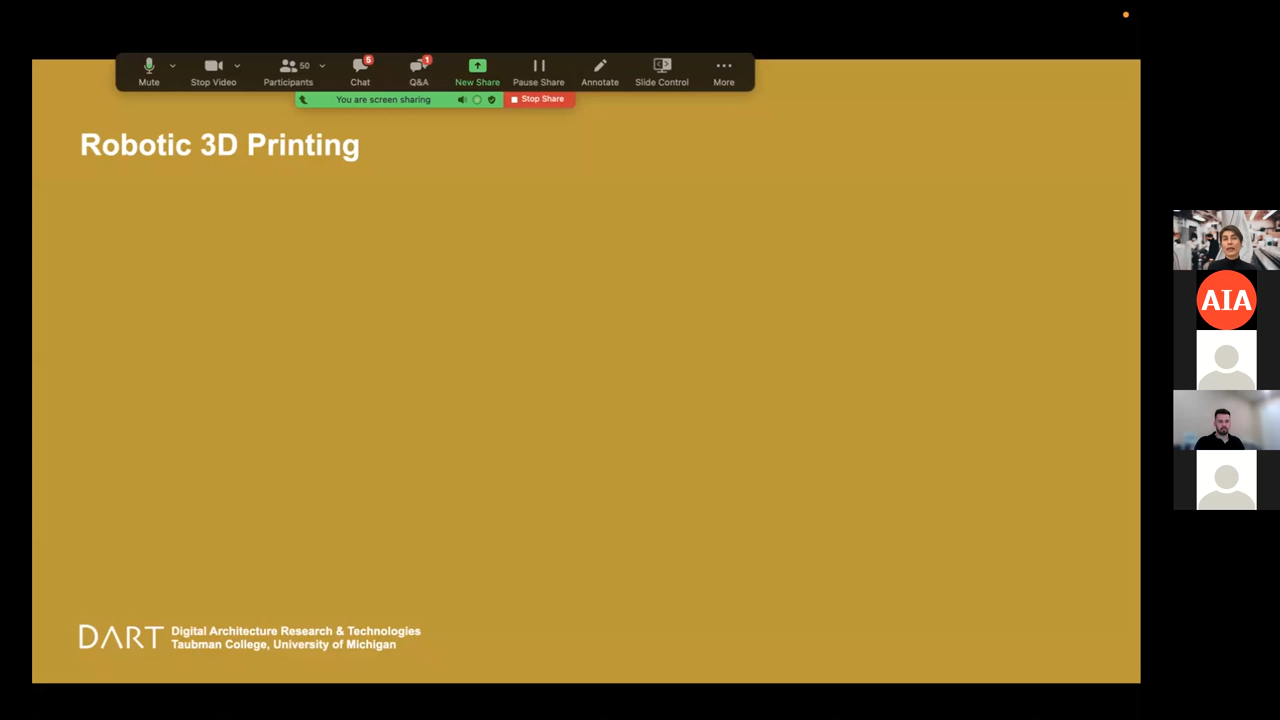 50 5 1
Mute Stop Video Participants Chat Q&A New Share Pause Share Annotate Slide Control More
You are screen sharing Stop Share
Robotic 3D Printing
AIA
DART Digital Architecture Research & Technologies
Taubman College, University of Michigan